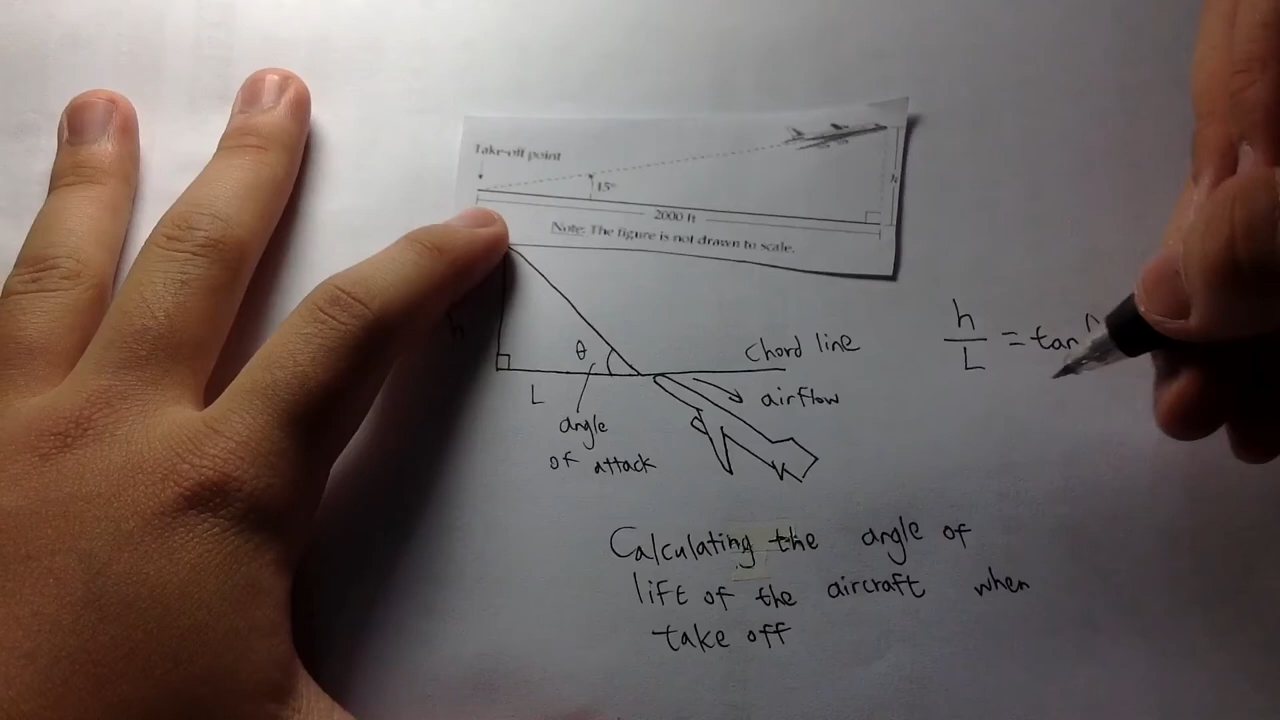 Take-off point
15°
h
2000 ft
Note: The figure is not drawn to scale.
h
θ
L
angle
of attack
Chord line
airflow
h
L
= tan
Calculating the angle of
lift of the aircraft when
take off